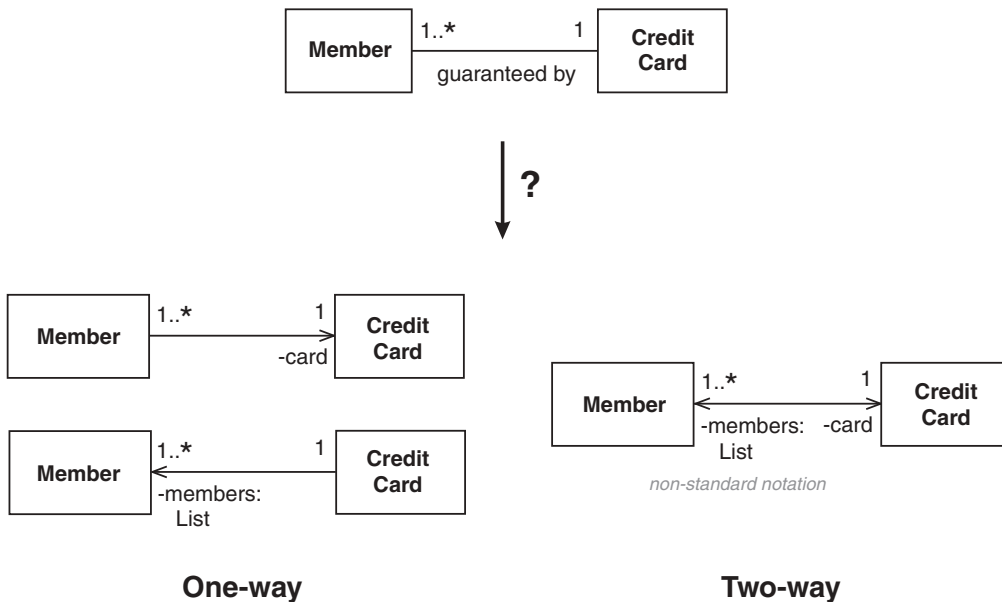 Member
1..*
1
guaranteed by
Credit
Card
?
Member
1..*
1
-card
Credit
Card
Member
1..*
1
-members:
List
Credit
Card
One-way
Member
1..*
1
-members:
List
-card
Credit
Card
non-standard notation
Two-way